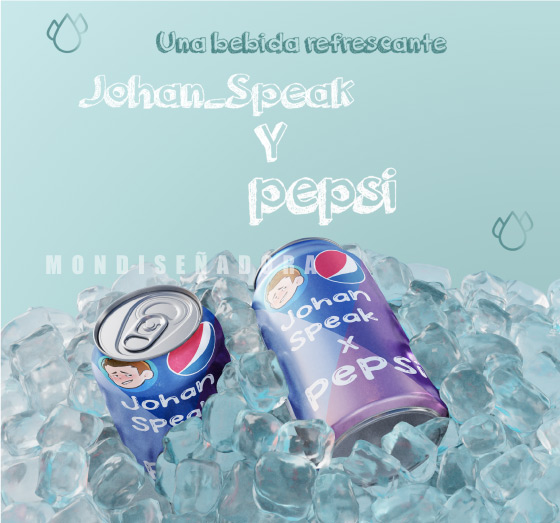 Una bebida refrescante
Johan_Speak
Y
pepsi
MONDISEÑADORA
Johan
Speak
x
pepsi
Johan
Speak